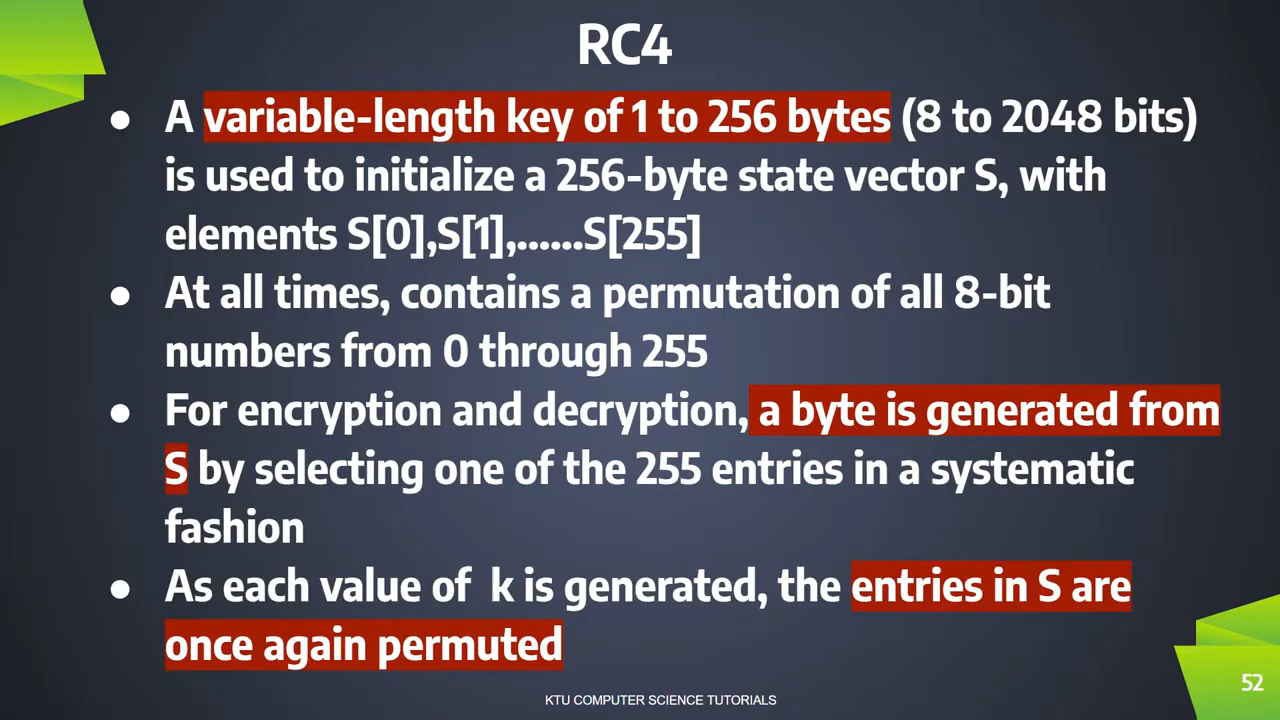 RC4
● A variable-length key of 1 to 256 bytes (8 to 2048 bits)
is used to initialize a 256-byte state vector S, with
elements S[0],S[1],......S[255]
● At all times, contains a permutation of all 8-bit
numbers from 0 through 255
● For encryption and decryption, a byte is generated from
S by selecting one of the 255 entries in a systematic
fashion
● As each value of  k is generated, the entries in S are
once again permuted
52
KTU COMPUTER SCIENCE TUTORIALS